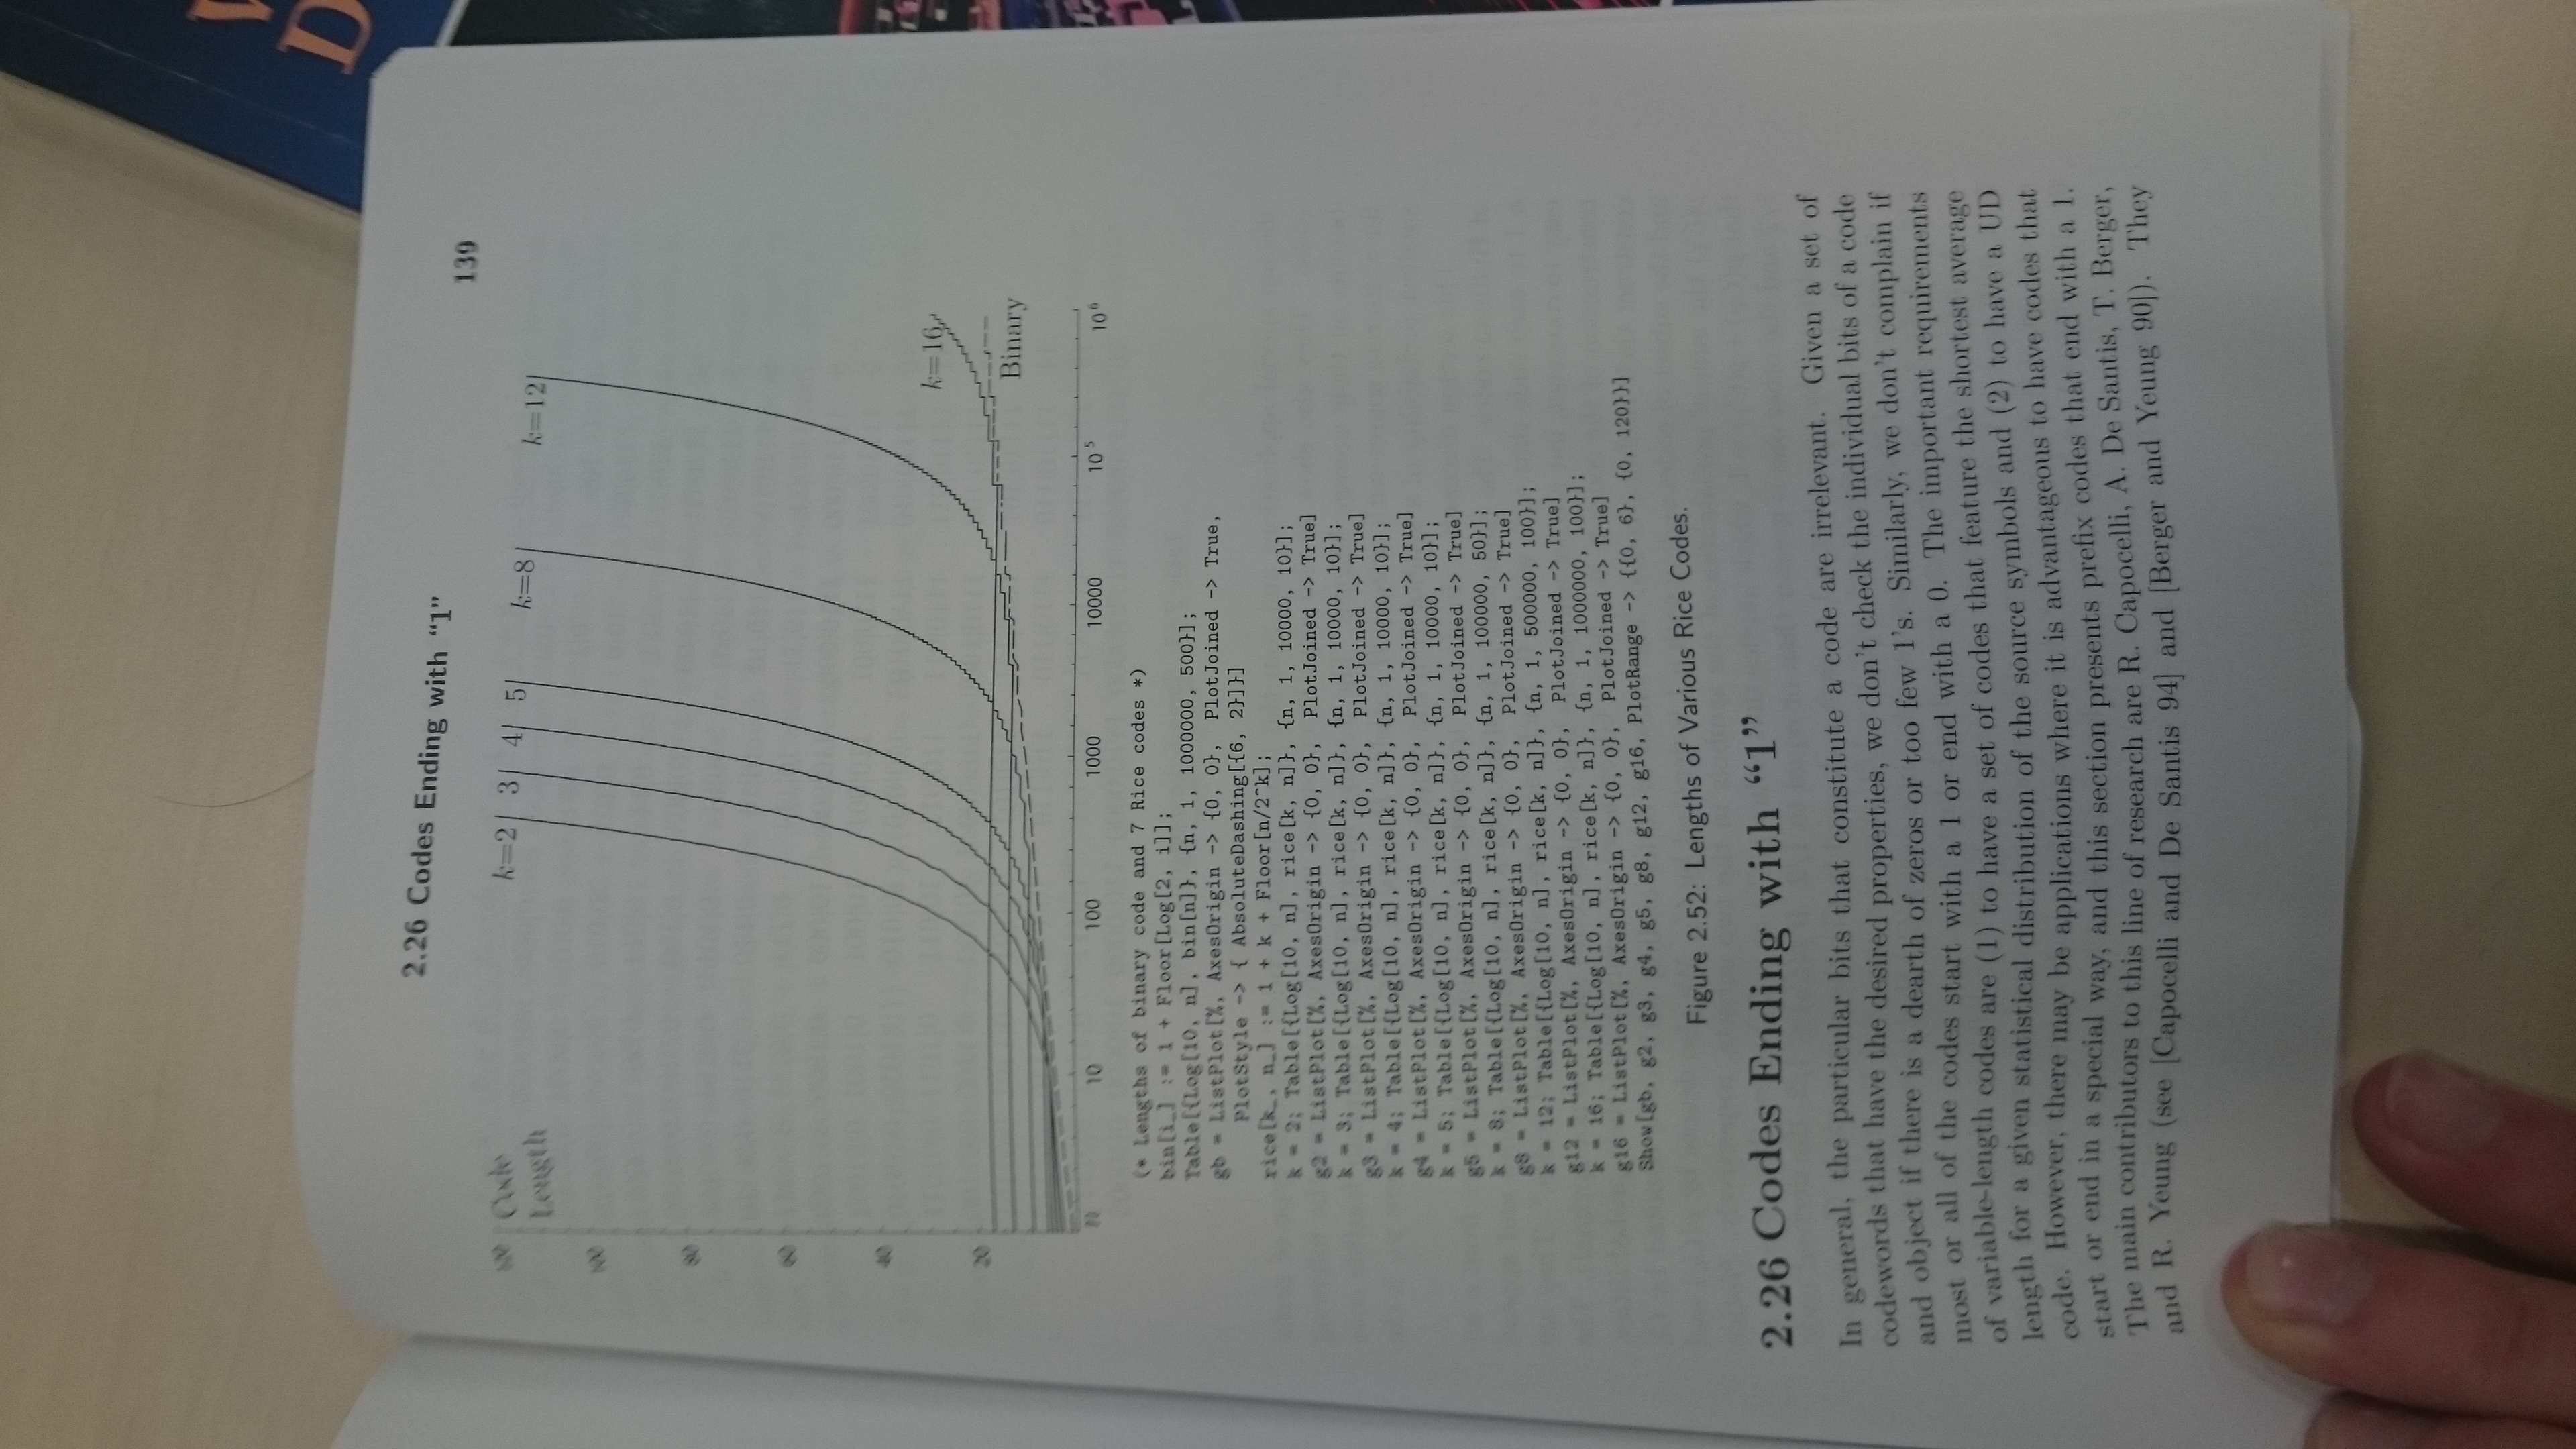 2.26 Codes Ending with “1”
139
120
Code
Length
k=2 3 4 5 k=8 k=12
100
80
60
40
k=16
20
Binary
10 100 1000 10000 10^5 10^6
(* Lengths of binary code and 7 Rice codes *)
bin[i_] := 1 + Floor[Log[2, i]];
Table[{Log[10, n], bin[n]}, {n, 1, 1000000, 500}];
gb = ListPlot[%, AxesOrigin -> {0, 0}, PlotJoined -> True,
PlotStyle -> { AbsoluteDashing[{6, 2}]}]
rice[k_, n_] := 1 + k + Floor[n/2^k];
k = 2; Table[{Log[10, n], rice[k, n]}, {n, 1, 10000, 10}];
g2 = ListPlot[%, AxesOrigin -> {0, 0}, PlotJoined -> True]
k = 3; Table[{Log[10, n], rice[k, n]}, {n, 1, 10000, 10}];
g3 = ListPlot[%, AxesOrigin -> {0, 0}, PlotJoined -> True]
k = 4; Table[{Log[10, n], rice[k, n]}, {n, 1, 10000, 10}];
g4 = ListPlot[%, AxesOrigin -> {0, 0}, PlotJoined -> True]
k = 5; Table[{Log[10, n], rice[k, n]}, {n, 1, 10000, 10}];
g5 = ListPlot[%, AxesOrigin -> {0, 0}, PlotJoined -> True]
k = 8; Table[{Log[10, n], rice[k, n]}, {n, 1, 100000, 50}];
g8 = ListPlot[%, AxesOrigin -> {0, 0}, PlotJoined -> True]
k = 12; Table[{Log[10, n], rice[k, n]}, {n, 1, 500000, 100}];
g12 = ListPlot[%, AxesOrigin -> {0, 0}, PlotJoined -> True]
k = 16; Table[{Log[10, n], rice[k, n]}, {n, 1, 1000000, 100}];
g16 = ListPlot[%, AxesOrigin -> {0, 0}, PlotJoined -> True]
Show[gb, g2, g3, g4, g5, g8, g12, g16, PlotRange -> {{0, 6}, {0, 120}}]
Figure 2.52: Lengths of Various Rice Codes.
2.26 Codes Ending with “1”
In general, the particular bits that constitute a code are irrelevant. Given a set of
codewords that have the desired properties, we don’t check the individual bits of a code
and object if there is a dearth of zeros or too few 1’s. Similarly, we don’t complain if
most or all of the codes start with a 1 or end with a 0. The important requirements
of variable-length codes are (1) to have a set of codes that feature the shortest average
length for a given statistical distribution of the source symbols and (2) to have a UD
code. However, there may be applications where it is advantageous to have codes that
start or end in a special way, and this section presents prefix codes that end with a 1.
The main contributors to this line of research are R. Capocelli, A. De Santis, T. Berger,
and R. Yeung (see [Capocelli and De Santis 94] and [Berger and Yeung 90]). They